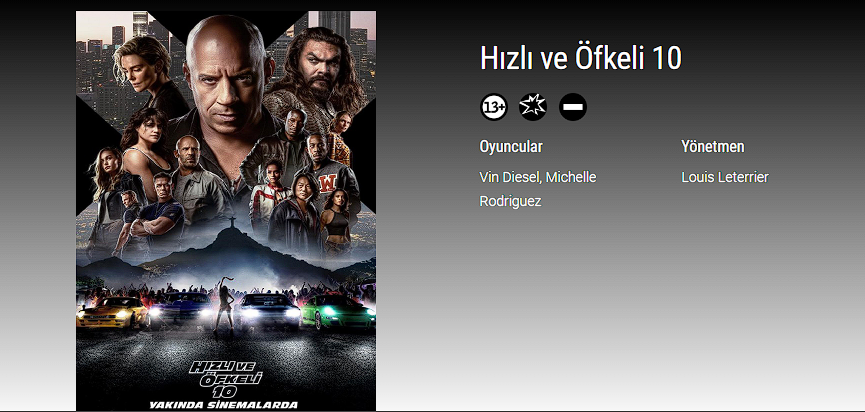 Hızlı ve Öfkeli 10
13+
Oyuncular
Vin Diesel, Michelle
Rodriguez
Yönetmen
Louis Leterrier
W
HIZLI VE
ÖFKELİ
10
YAKINDA SİNEMALARDA